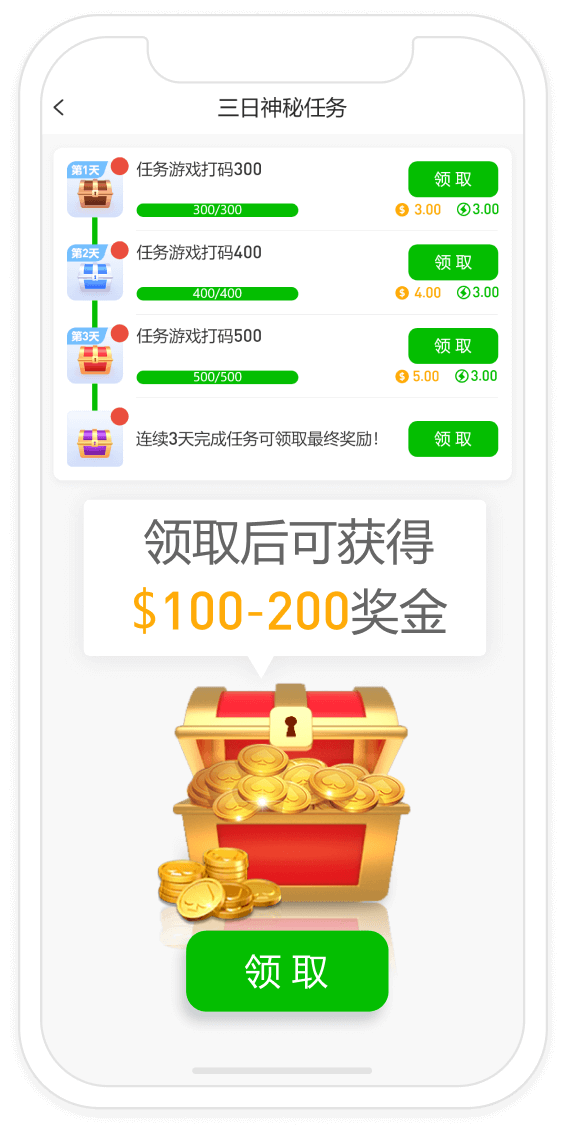 三日神秘任务
第1天
任务游戏打码300
领 取
300/300
$ 3.00 3.00
第2天
任务游戏打码400
领 取
400/400
$ 4.00 3.00
第3天
任务游戏打码500
领 取
500/500
$ 5.00 3.00
连续3天完成任务可领取最终奖励！
领 取
领取后可获得
$100-200奖金
领 取